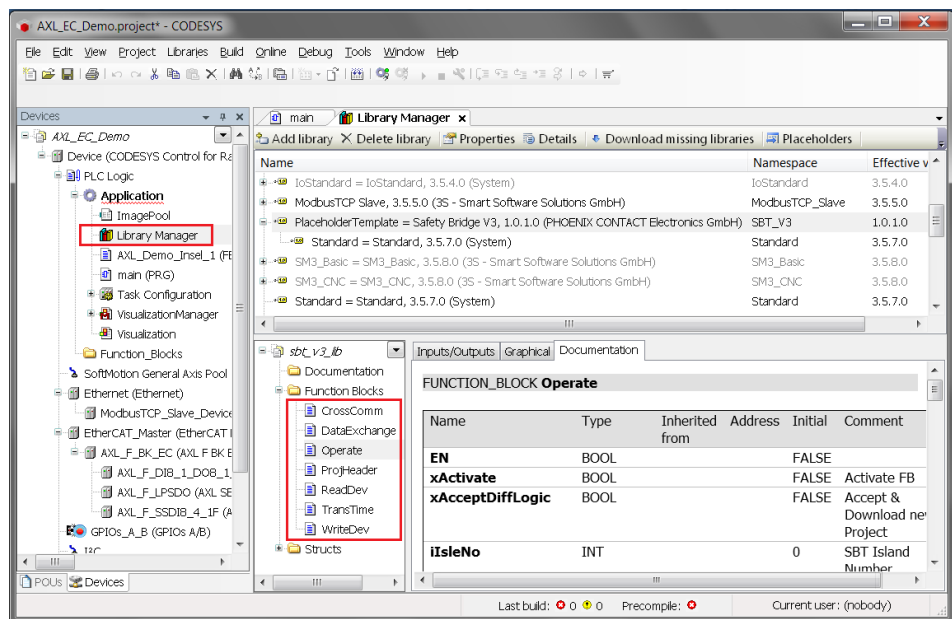 AXL_EC_Demo.project* - CODESYS
File Edit View Project Libraries Build Online Debug Tools Window Help
Devices
AXL_EC_Demo
Device (CODESYS Control for Ra
PLC Logic
Application
ImagePool
Library Manager
AXL_Demo_Insel_1 (FE
main (PRG)
Task Configuration
VisualizationManager
Visualization
Function_Blocks
SoftMotion General Axis Pool
Ethernet (Ethernet)
ModbusTCP_Slave_Device
EtherCAT_Master (EtherCAT
AXL_F_BK_EC (AXL F BK E
AXL_F_DI8_1_DO8_1
AXL_F_LPSDO (AXL SE
AXL_F_SSDI8_4_1F (A
GPIOs_A_B (GPIOs A/B)
I²C
POUs Devices
main Library Manager x
Add library Delete library Properties Details Download missing libraries Placeholders
Name Namespace Effective v
IoStandard = IoStandard, 3.5.4.0 (System) IoStandard 3.5.4.0
ModbusTCP Slave, 3.5.5.0 (3S - Smart Software Solutions GmbH) ModbusTCP_Slave 3.5.5.0
PlaceholderTemplate = Safety Bridge V3, 1.0.1.0 (PHOENIX CONTACT Electronics GmbH) SBT_V3 1.0.1.0
Standard = Standard, 3.5.7.0 (System) Standard 3.5.7.0
SM3_Basic = SM3_Basic, 3.5.8.0 (3S - Smart Software Solutions GmbH) SM3_Basic 3.5.8.0
SM3_CNC = SM3_CNC, 3.5.8.0 (3S - Smart Software Solutions GmbH) SM3_CNC 3.5.8.0
Standard = Standard, 3.5.7.0 (System) Standard 3.5.7.0
sbt_v3_lib
Documentation
Function Blocks
CrossComm
DataExchange
Operate
ProjHeader
ReadDev
TransTime
WriteDev
Structs
Inputs/Outputs Graphical Documentation
FUNCTION_BLOCK Operate
Name Type Inherited from Address Initial Comment
EN BOOL FALSE
xActivate BOOL FALSE Activate FB
xAcceptDiffLogic BOOL FALSE Accept &
Download ne
Project
iIsleNo INT 0 SBT Island
Number
Last build: 0 0 Precompile: Current user: (nobody)